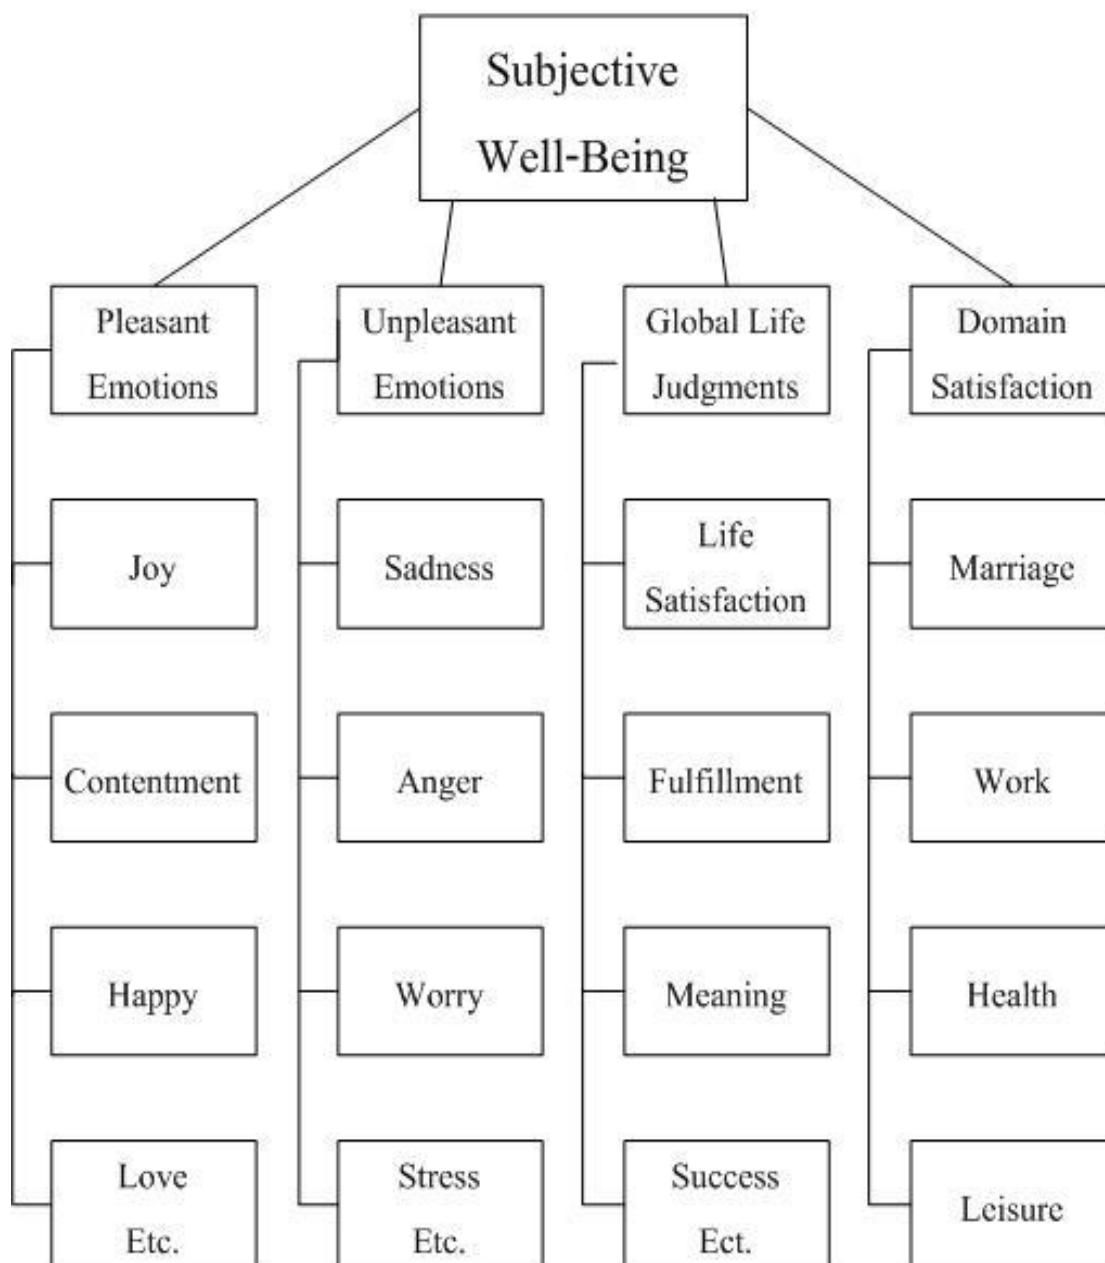 Subjective
Well-Being
Pleasant
Emotions
Unpleasant
Emotions
Global Life
Judgments
Domain
Satisfaction
Joy
Sadness
Life
Satisfaction
Marriage
Contentment
Anger
Fulfillment
Work
Happy
Worry
Meaning
Health
Love
Etc.
Stress
Etc.
Success
Ect.
Leisure